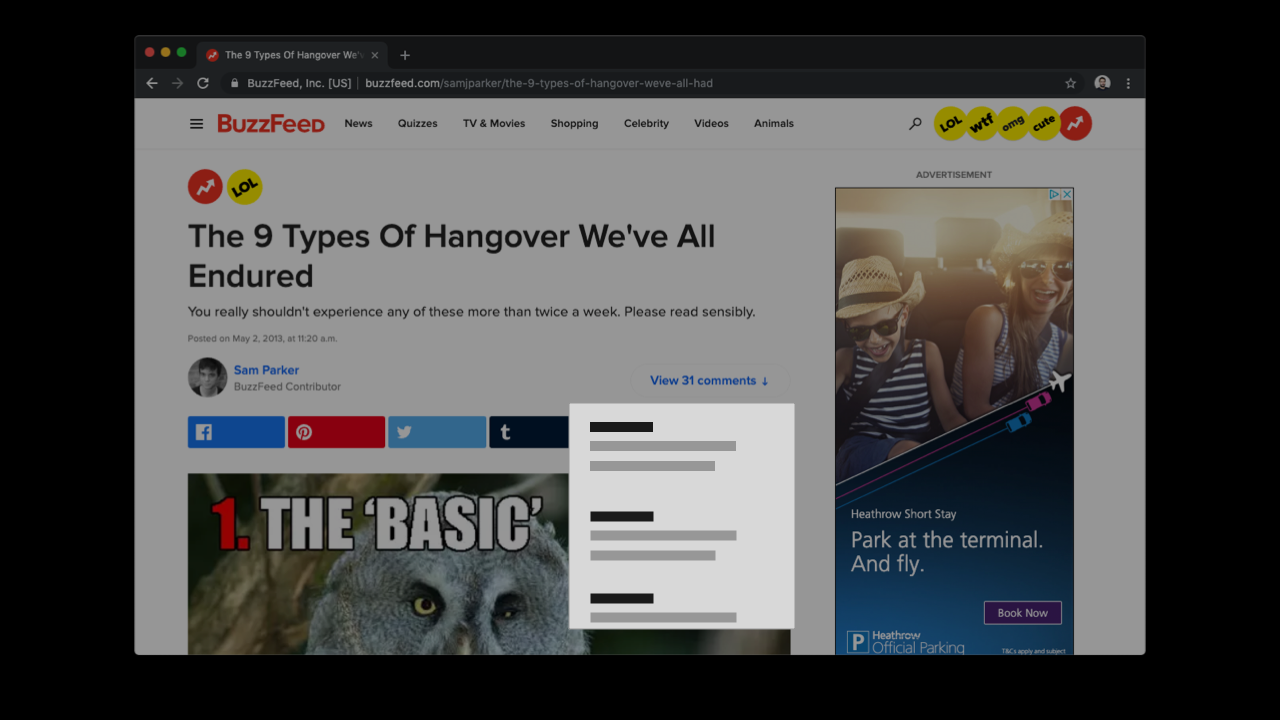 The 9 Types Of Hangover We'v
BuzzFeed, Inc. [US] buzzfeed.com/samjparker/the-9-types-of-hangover-weve-all-had
BuzzFeed News Quizzes TV & Movies Shopping Celebrity Videos Animals LOL wtf omg cute
LOL
ADVERTISEMENT
The 9 Types Of Hangover We've All
Endured
You really shouldn't experience any of these more than twice a week. Please read sensibly.
Posted on May 2, 2013, at 11:20 a.m.
Sam Parker
BuzzFeed Contributor
View 31 comments ↓
1. THE ‘BASIC’
Heathrow Short Stay
Park at the terminal.
And fly.
Book Now
P Heathrow
Official Parking
T&Cs apply and subject